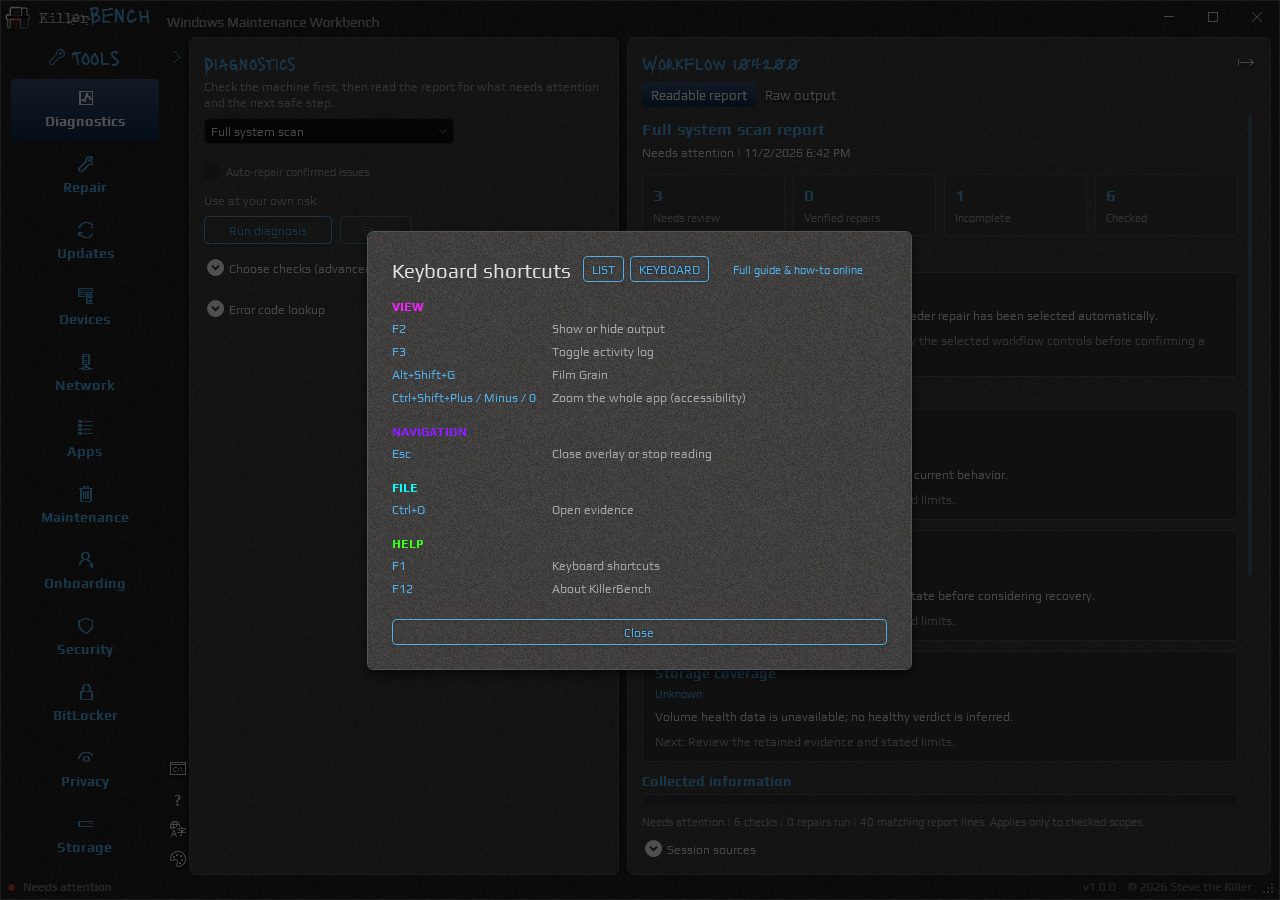 KillerBENCH Windows Maintenance Workbench
TOOLS
Diagnostics
Repair
Updates
Devices
Network
Apps
Maintenance
Onboarding
Security
BitLocker
Privacy
Storage
DIAGNOSTICS
Check the machine first, then read the report for what needs attention
and the next safe step.
Full system scan
Auto-repair confirmed issues
Use at your own risk
Run diagnosis
Choose checks (advanced
Error code lookup
WORKFLOW 104200
Readable report Raw output
Full system scan report
Needs attention | 11/2/2026 6:42 PM
3
Needs review
0
Verified repairs
1
Incomplete
6
Checked
ader repair has been selected automatically.
w the selected workflow controls before confirming a
current behavior.
d limits.
tate before considering recovery.
d limits.
Storage coverage
Unknown
Volume health data is unavailable; no healthy verdict is inferred.
Next: Review the retained evidence and stated limits.
Collected information
Needs attention | 6 checks | 0 repairs run | 40 matching report lines. Applies only to checked scopes.
Session sources
Keyboard shortcuts LIST KEYBOARD Full guide & how-to online
VIEW
F2 Show or hide output
F3 Toggle activity log
Alt+Shift+G Film Grain
Ctrl+Shift+Plus / Minus / 0 Zoom the whole app (accessibility)
NAVIGATION
Esc Close overlay or stop reading
FILE
Ctrl+O Open evidence
HELP
F1 Keyboard shortcuts
F12 About KillerBench
Close
Needs attention
v1.0.0 © 2026 Steve the Killer